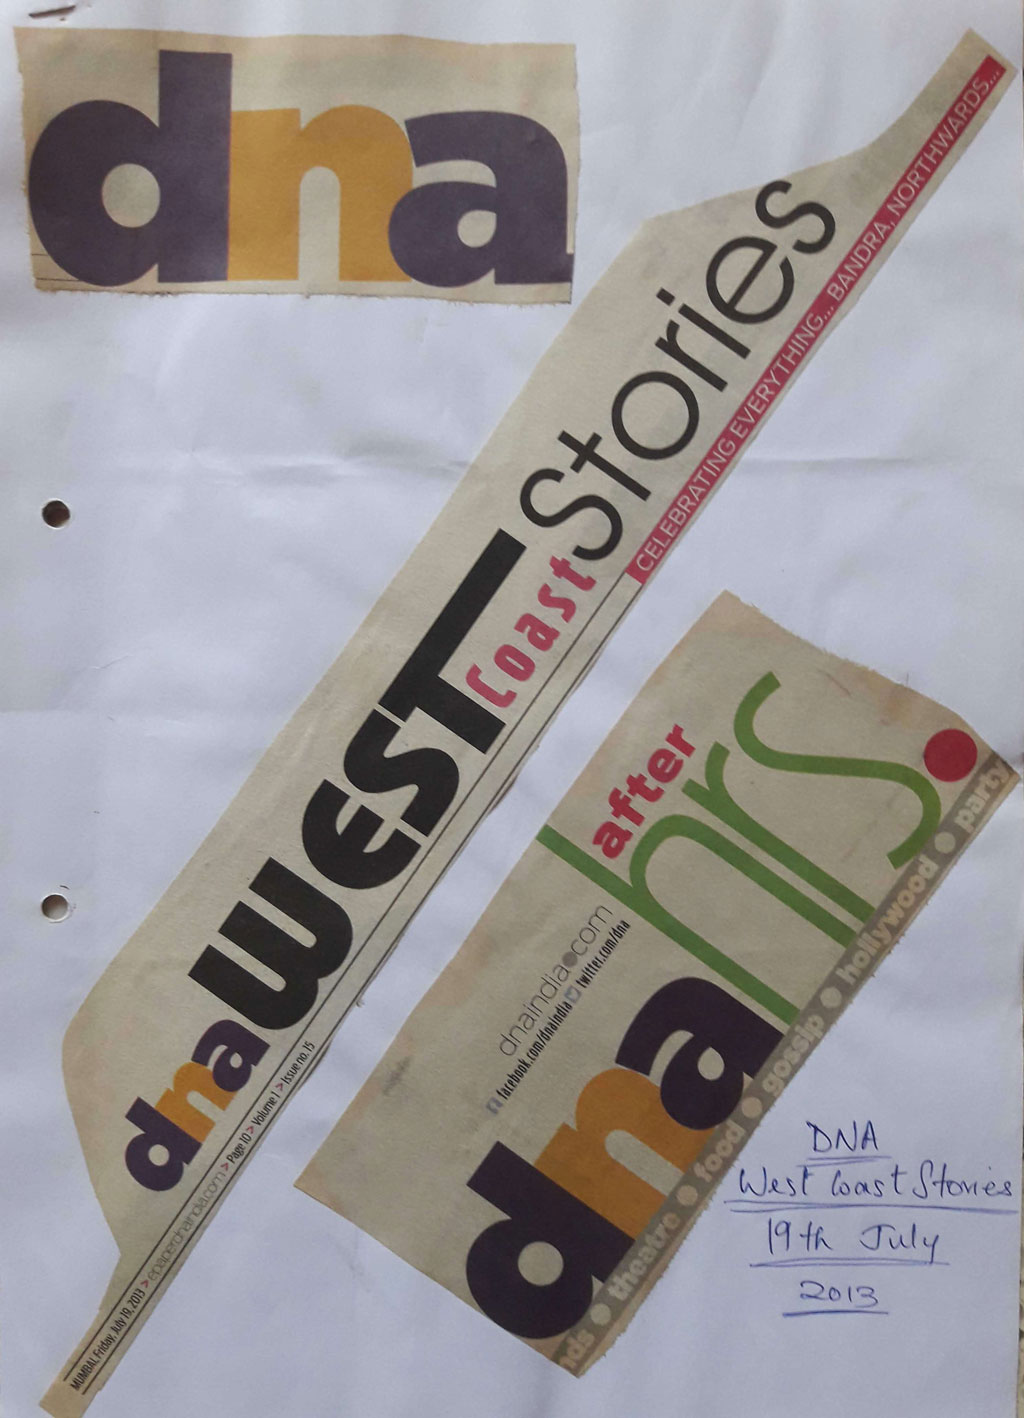 dna
dna WEST Coast Stories
CELEBRATING EVERYTHING... BANDRA, NORTHWARDS...
MUMBAI, Friday, July 19, 2013 > epaper.dnaindia.com > Page 10 > Volume 1 > Issue no. 15
dna after hrs.
dnaindia.com
facebook.com/dnaindia twitter.com/dna
nds • theatre • food • gossip • hollywood • party
DNA
West Coast Stories
19th July
2013